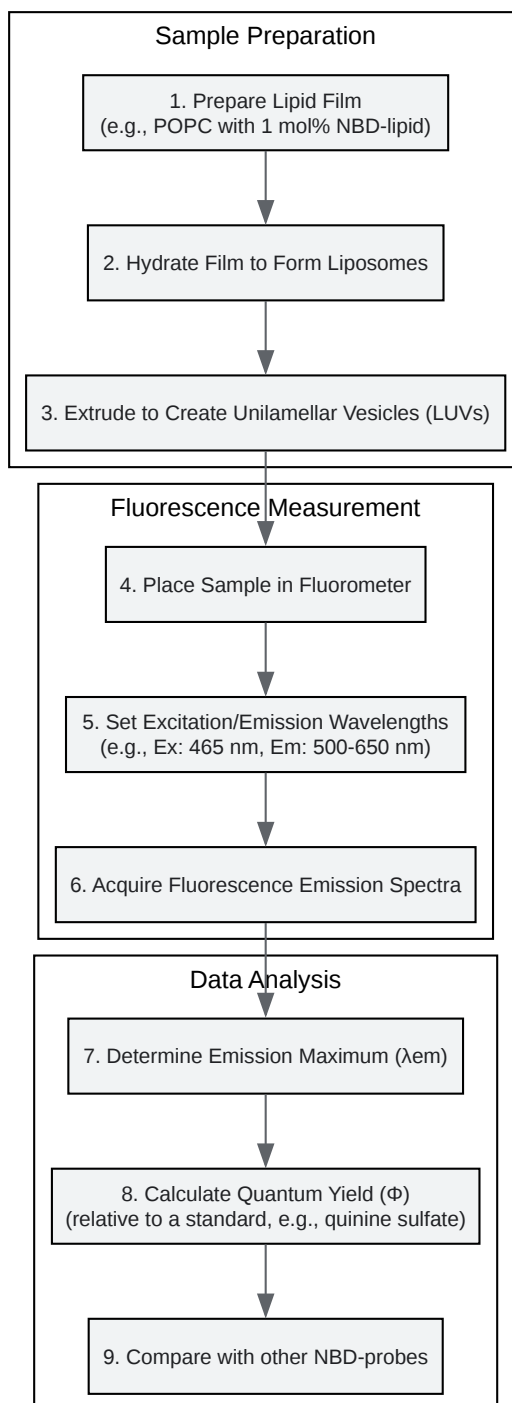 Sample Preparation
1. Prepare Lipid Film
(e.g., POPC with 1 mol% NBD-lipid)
2. Hydrate Film to Form Liposomes
3. Extrude to Create Unilamellar Vesicles (LUVs)
Fluorescence Measurement
4. Place Sample in Fluorometer
5. Set Excitation/Emission Wavelengths
(e.g., Ex: 465 nm, Em: 500-650 nm)
6. Acquire Fluorescence Emission Spectra
Data Analysis
7. Determine Emission Maximum (λem)
8. Calculate Quantum Yield (Φ)
(relative to a standard, e.g., quinine sulfate)
9. Compare with other NBD-probes